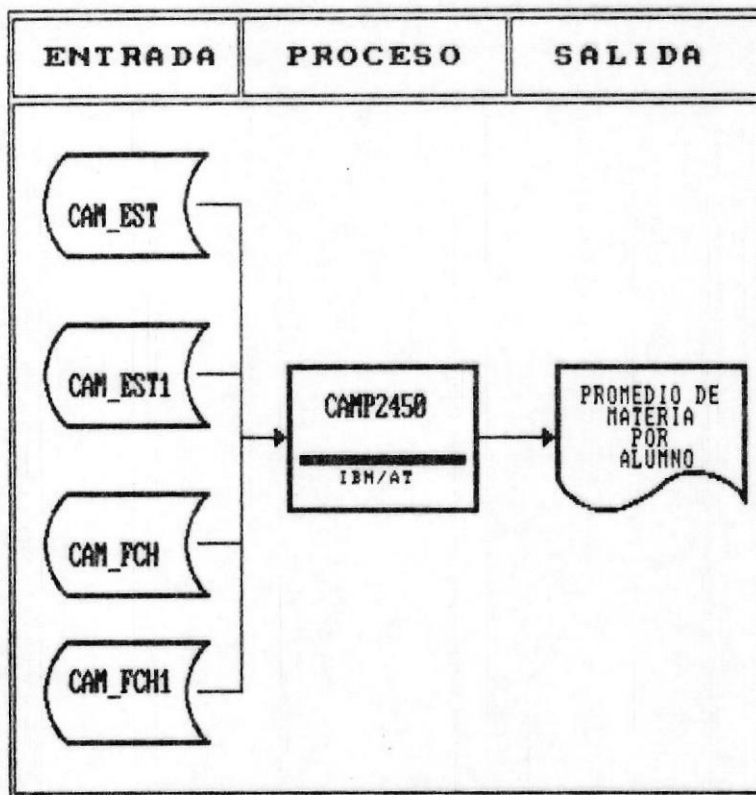 ENTRADA
PROCESO
SALIDA
CAM_EST
CAM_EST1
CAM_FCH
CAM_FCH1
CAMP2450
IBM/AT
PROMEDIO DE
MATERIA
POR
ALUMNO